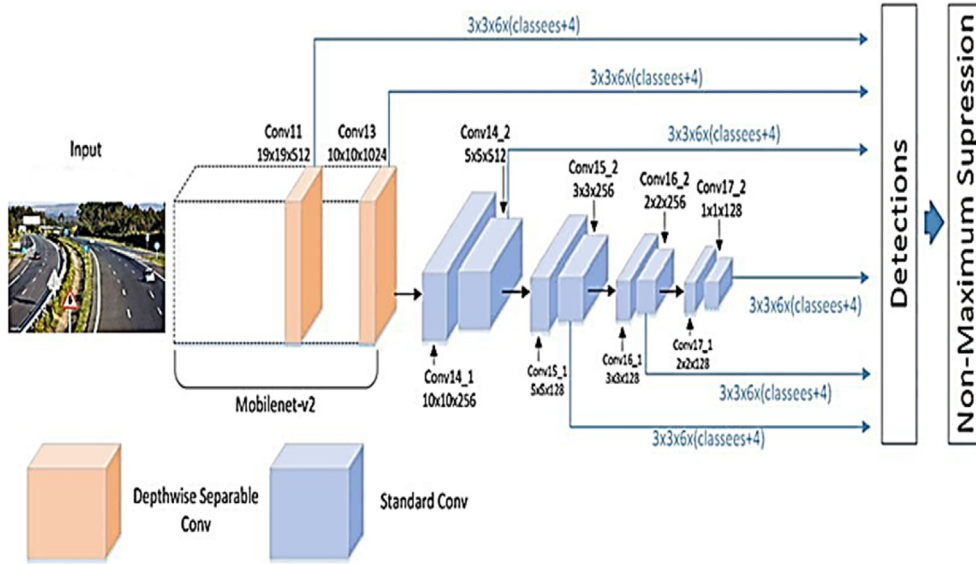 3x3x6x(classees+4)
3x3x6x(classees+4)
Input
Conv11
19x19x512
Conv13
10x10x1024
Conv14_2
5x5x512
3x3x6x(classees+4)
Conv15_2
3x3x256
Conv16_2
2x2x256
Conv17_2
1x1x128
3x3x6x(classees+4)
Conv14_1
10x10x256
Conv15_1
5x5x128
Conv16_1
3x3x128
Conv17_1
2x2x128
3x3x6x(classees+4)
3x3x6x(classees+4)
Mobilenet-v2
Detections
Non-Maximum Supression
Depthwise Separable
Conv
Standard Conv